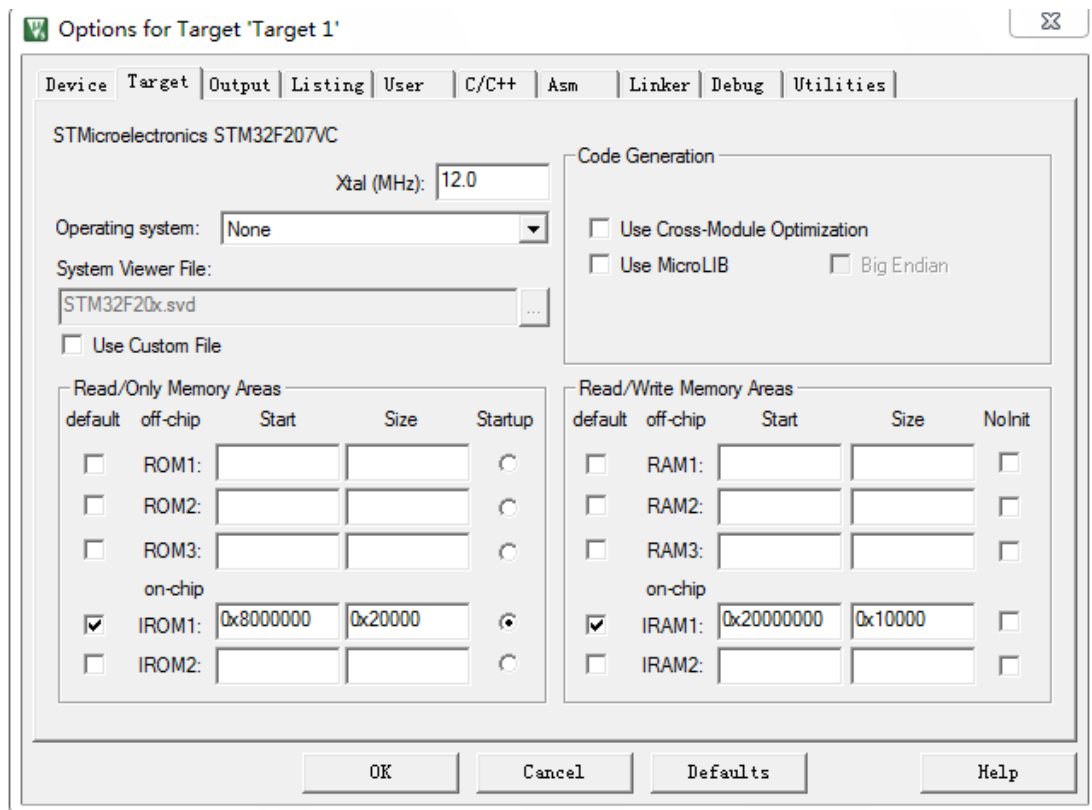 Options for Target 'Target 1'
Device Target Output Listing User C/C++ Asm Linker Debug Utilities
STMicroelectronics STM32F207VC
Xtal (MHz): 12.0
Operating system: None
System Viewer File:
STM32F20x.svd
...
Use Custom File
Code Generation
Use Cross-Module Optimization
Use MicroLIB Big Endian
Read/Only Memory Areas
default off-chip Start Size Startup
ROM1:
ROM2:
ROM3:
on-chip
IROM1: 0x8000000 0x20000
IROM2:
Read/Write Memory Areas
default off-chip Start Size NoInit
RAM1:
RAM2:
RAM3:
on-chip
IRAM1: 0x20000000 0x10000
IRAM2:
OK Cancel Defaults Help